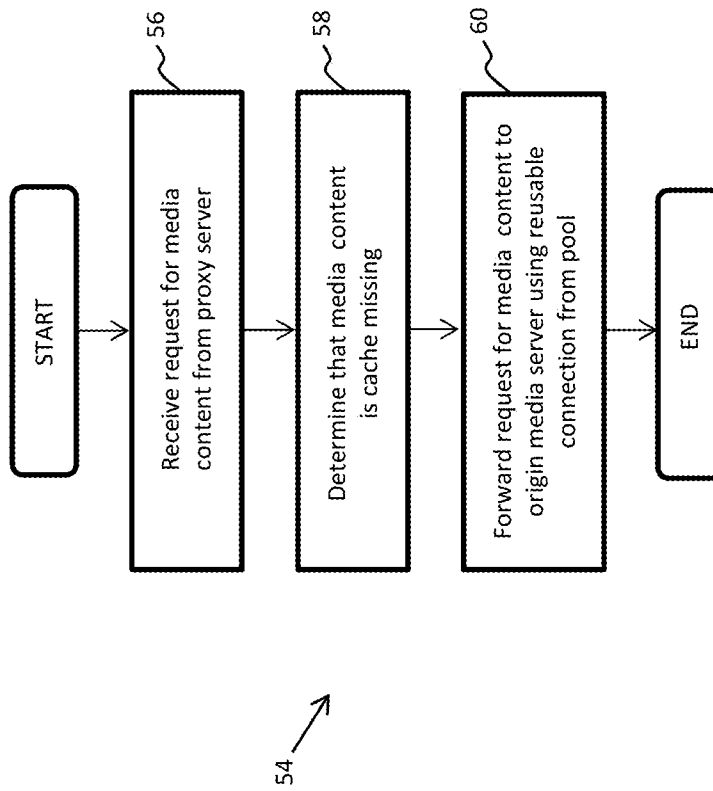 START
56
Receive request for media
content from proxy server
58
Determine that media content
is cache missing
60
Forward request for media content to
origin media server using reusable
connection from pool
END
54